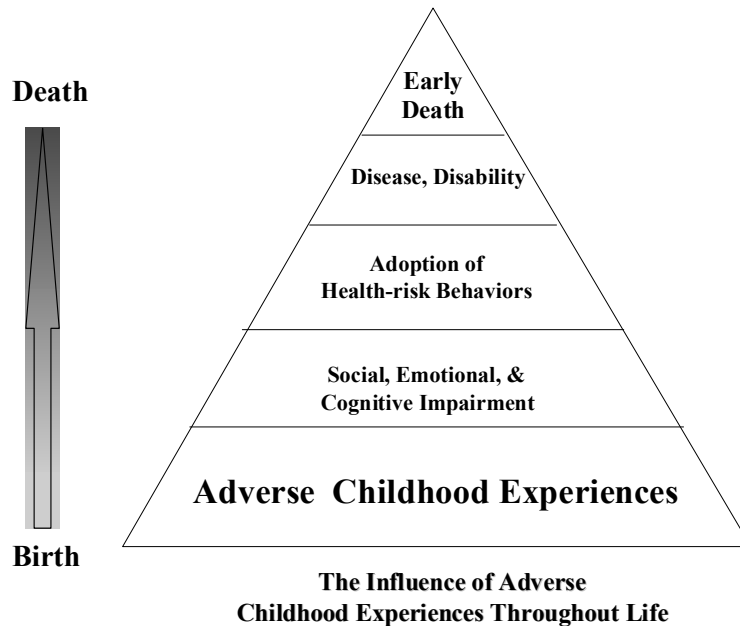 Death
Birth
Early
Death
Disease, Disability
Adoption of
Health-risk Behaviors
Social, Emotional, &
Cognitive Impairment
Adverse Childhood Experiences
The Influence of Adverse
Childhood Experiences Throughout Life